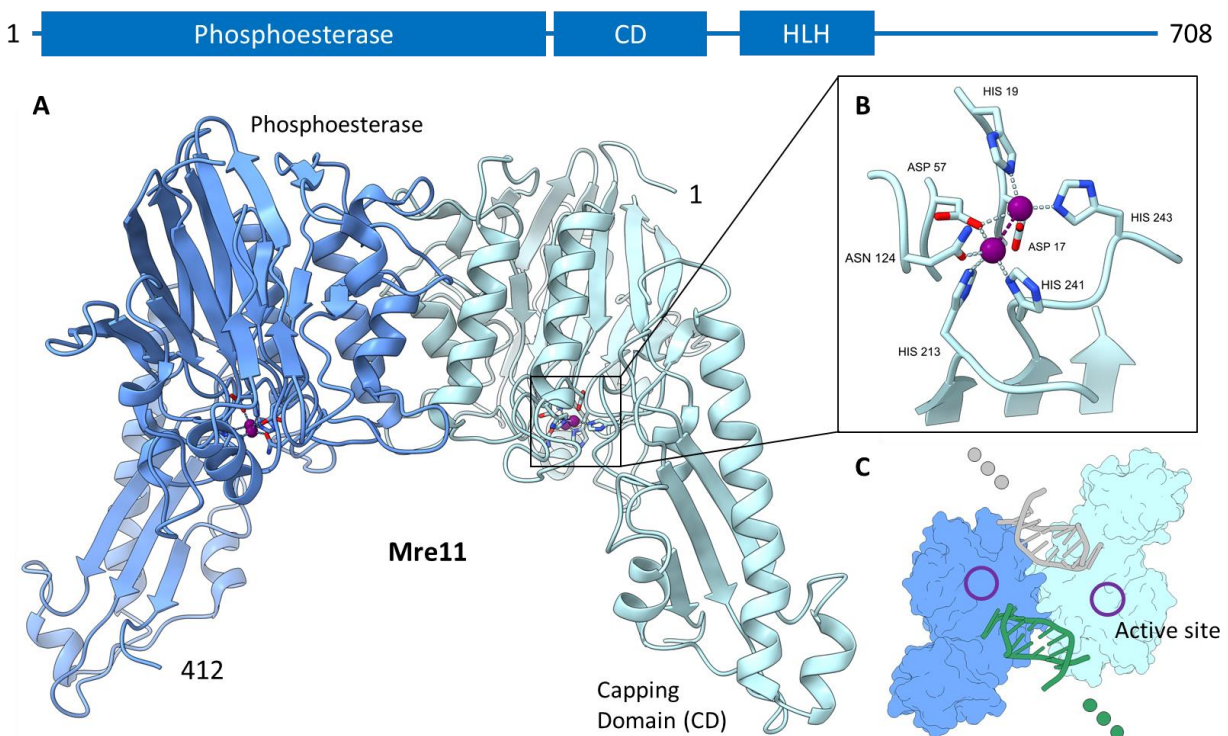 1 Phosphoesterase CD HLH 708
A
Phosphoesterase
1
Mre11
412
Capping
Domain (CD)
B
HIS 19
ASP 57
HIS 243
ASP 17
ASN 124
HIS 241
HIS 213
C
Active site